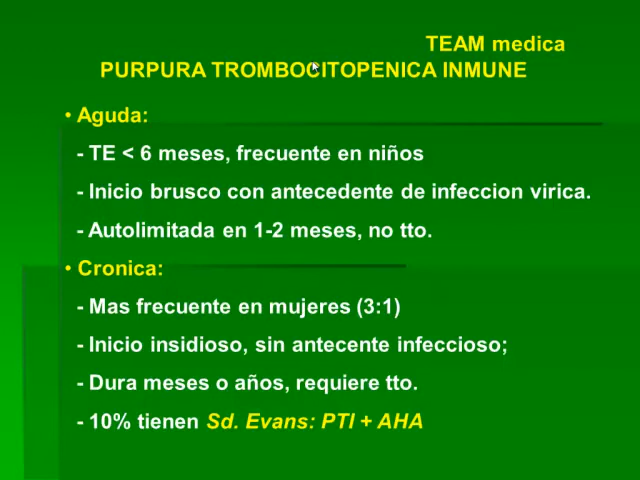 TEAM medica
PURPURA TROMBOCITOPENICA INMUNE
• Aguda:
- TE < 6 meses, frecuente en niños
- Inicio brusco con antecedente de infeccion virica.
- Autolimitada en 1-2 meses, no tto.
• Cronica:
- Mas frecuente en mujeres (3:1)
- Inicio insidioso, sin antecente infeccioso;
- Dura meses o años, requiere tto.
- 10% tienen Sd. Evans: PTI + AHA